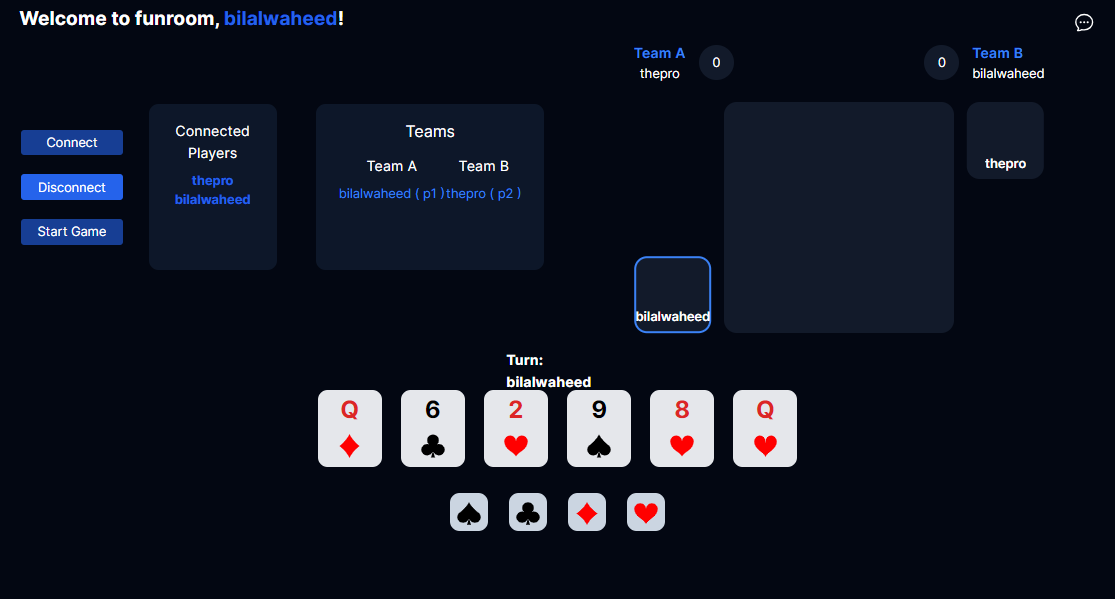 Welcome to funroom, bilalwaheed!
Team A
thepro
0
0
Team B
bilalwaheed
Connect
Disconnect
Start Game
Connected
Players
thepro
bilalwaheed
Teams
Team A Team B
bilalwaheed ( p1 ) thepro ( p2 )
thepro
bilalwaheed
Turn:
bilalwaheed
Q 6 2 9 8 Q